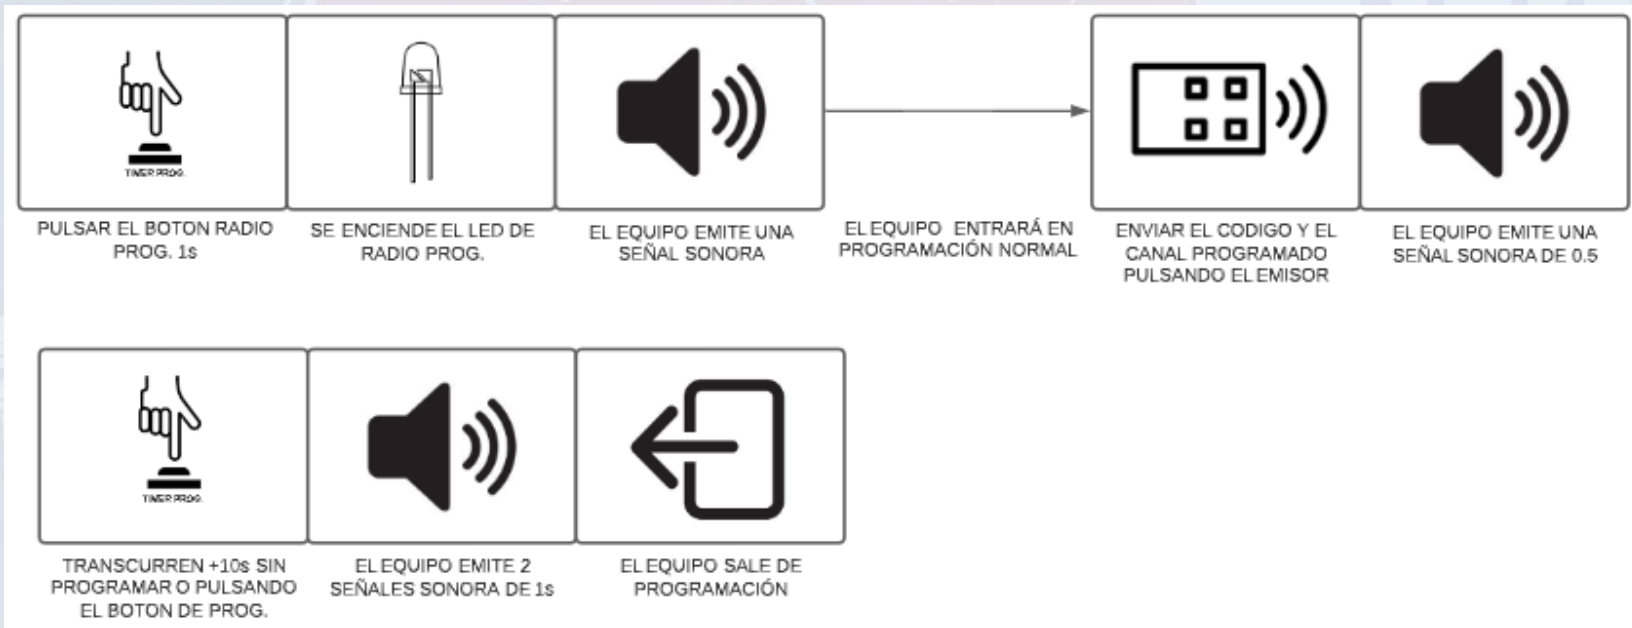 TIMER PROG.
PULSAR EL BOTON RADIO
PROG. 1s
SE ENCIENDE EL LED DE
RADIO PROG.
EL EQUIPO EMITE UNA
SEÑAL SONORA
EL EQUIPO ENTRARÁ EN
PROGRAMACIÓN NORMAL
ENVIAR EL CODIGO Y EL
CANAL PROGRAMADO
PULSANDO EL EMISOR
EL EQUIPO EMITE UNA
SEÑAL SONORA DE 0.5
TIMER PROG.
TRANSCURREN +10s SIN
PROGRAMAR O PULSANDO
EL BOTON DE PROG.
EL EQUIPO EMITE 2
SEÑALES SONORA DE 1s
EL EQUIPO SALE DE
PROGRAMACIÓN